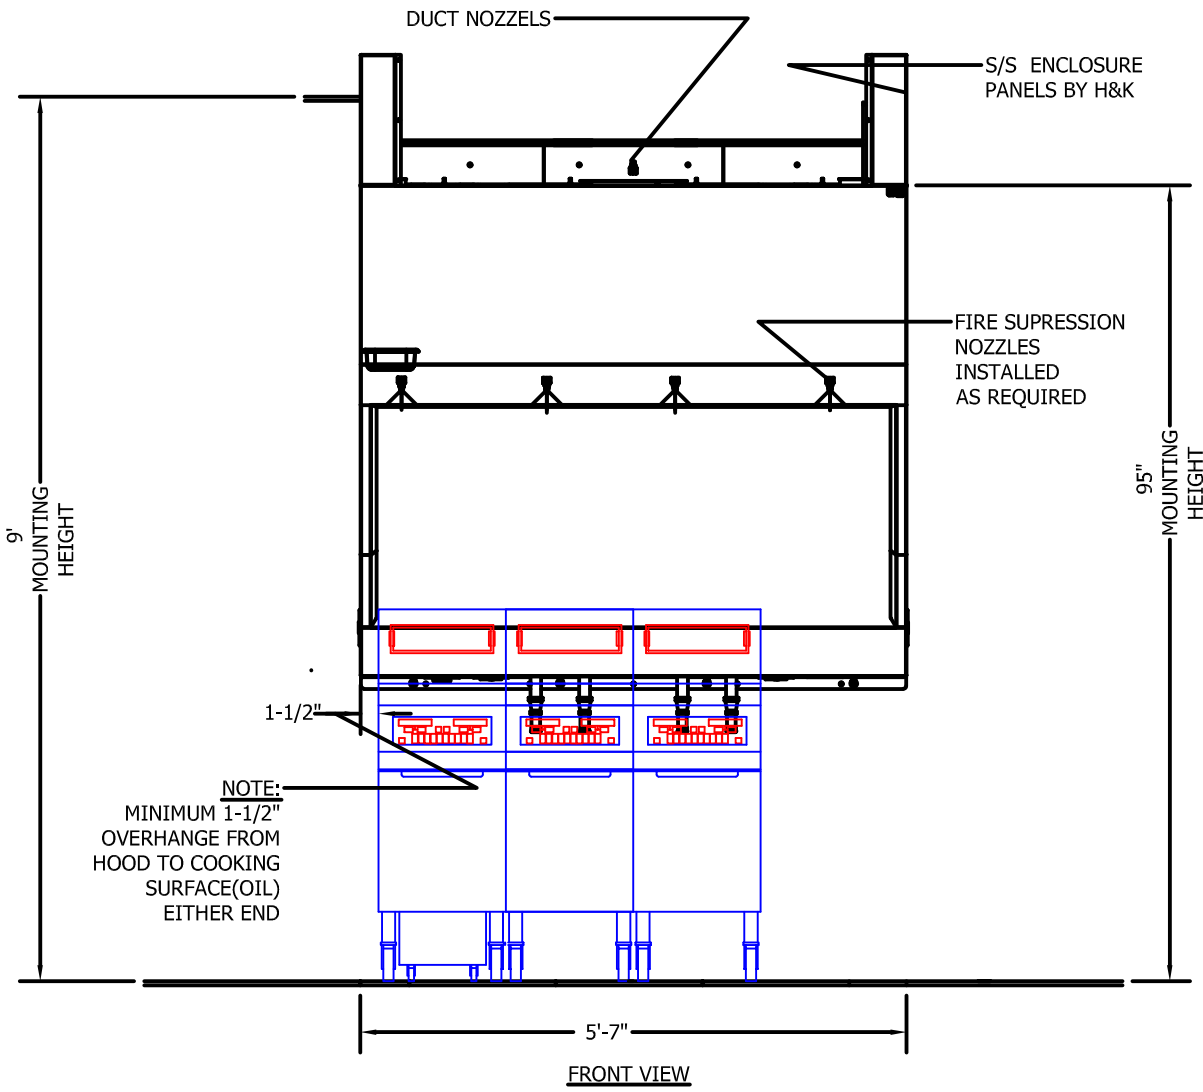 DUCT NOZZELS
S/S ENCLOSURE
PANELS BY H&K
FIRE SUPRESSION
NOZZLES
INSTALLED
AS REQUIRED
9'
MOUNTING
HEIGHT
95"
MOUNTING
HEIGHT
1-1/2"
NOTE:
MINIMUM 1-1/2"
OVERHANGE FROM
HOOD TO COOKING
SURFACE(OIL)
EITHER END
5'-7"
FRONT VIEW